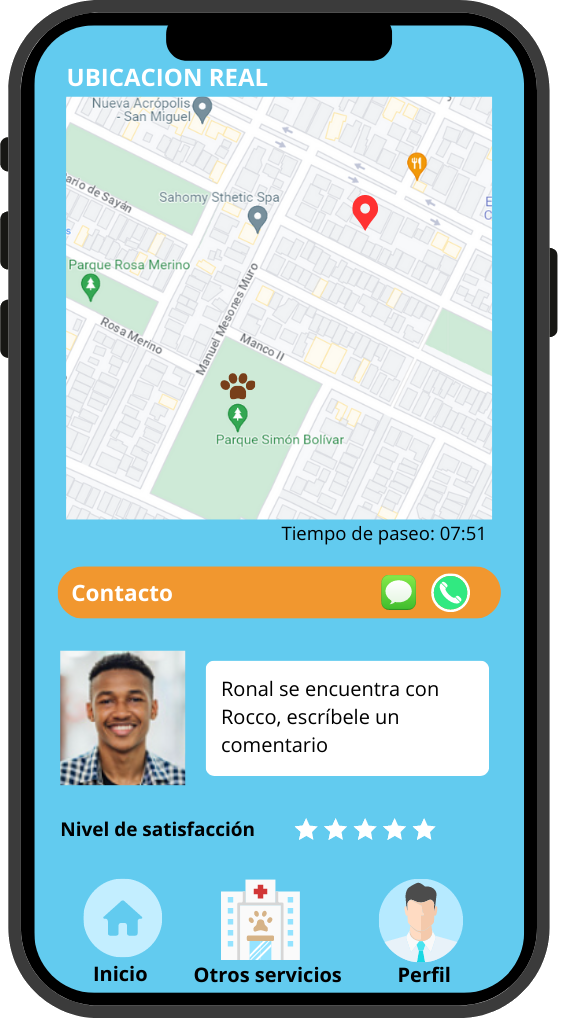 UBICACION REAL
Nueva Acrópolis
- San Miguel
ario de Sayán
Sahomy Sthetic Spa
E
C
s
Parque Rosa Merino
Rosa Merino
Manuel Mesones Muro
Manco II
Parque Simón Bolívar
Tiempo de paseo: 07:51
Contacto
Ronal se encuentra con
Rocco, escríbele un
comentario
Nivel de satisfacción
Inicio
Otros servicios
Perfil